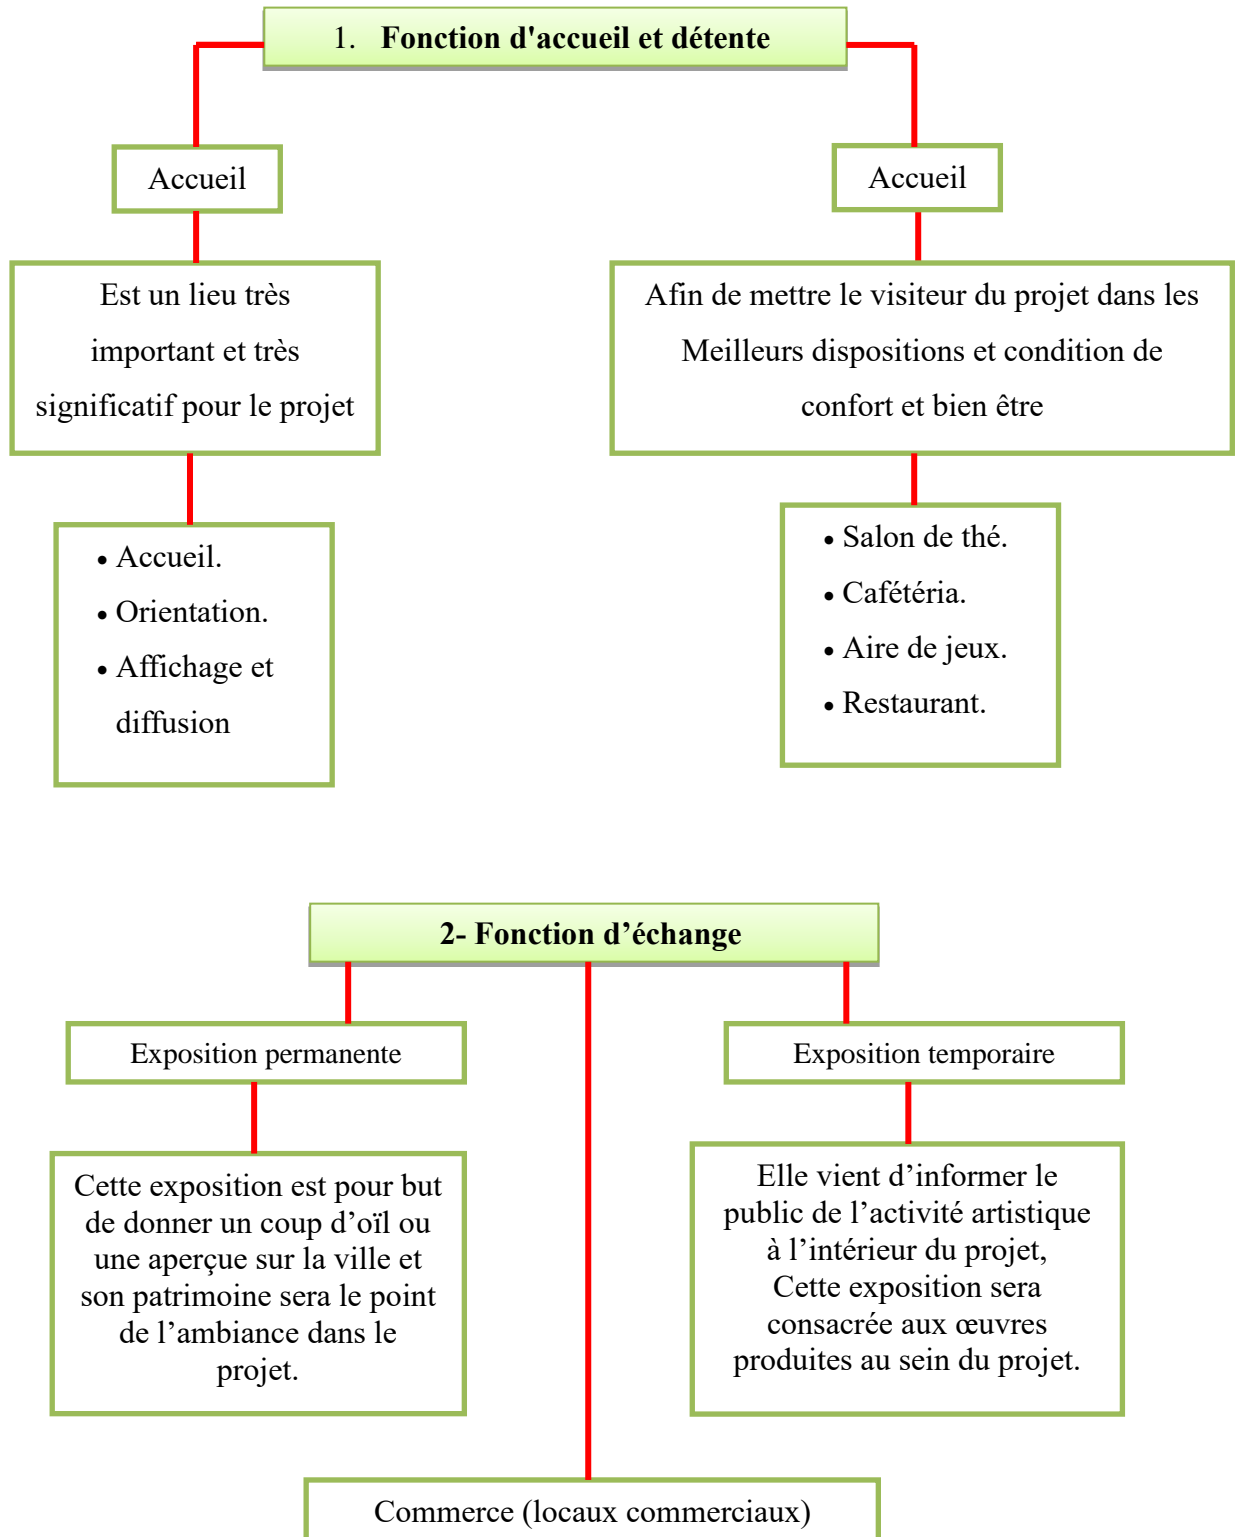 1. Fonction d'accueil et détente
Accueil
Est un lieu très
important et très
significatif pour le projet
• Accueil.
• Orientation.
• Affichage et
diffusion
Accueil
Afin de mettre le visiteur du projet dans les
Meilleurs dispositions et condition de
confort et bien être
• Salon de thé.
• Cafétéria.
• Aire de jeux.
• Restaurant.
2- Fonction d’échange
Exposition permanente
Cette exposition est pour but
de donner un coup d’oïl ou
une aperçue sur la ville et
son patrimoine sera le point
de l’ambiance dans le
projet.
Exposition temporaire
Elle vient d’informer le
public de l’activité artistique
à l’intérieur du projet,
Cette exposition sera
consacrée aux œuvres
produites au sein du projet.
Commerce (locaux commerciaux)